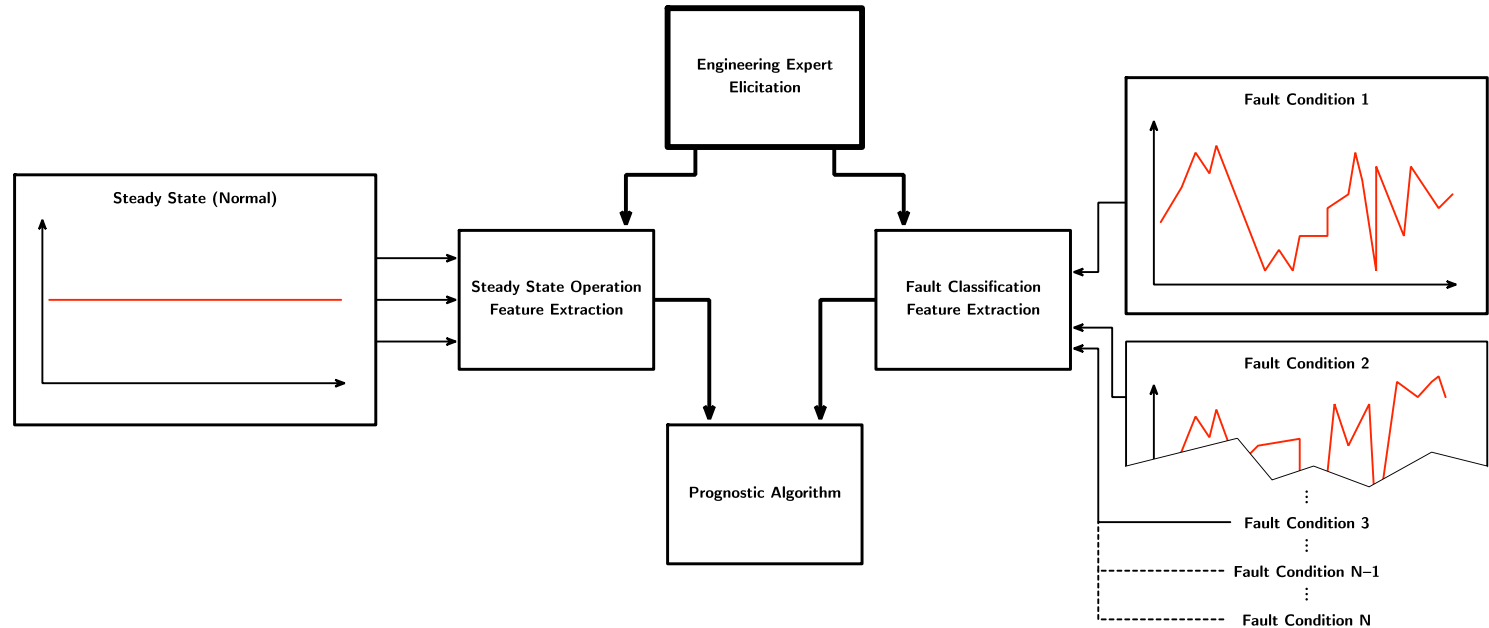 Engineering Expert
Elicitation
Fault Condition 1
Steady State (Normal)
Steady State Operation
Feature Extraction
Fault Classification
Feature Extraction
Fault Condition 2
Prognostic Algorithm
⋮
Fault Condition 3
⋮
Fault Condition N–1
⋮
Fault Condition N